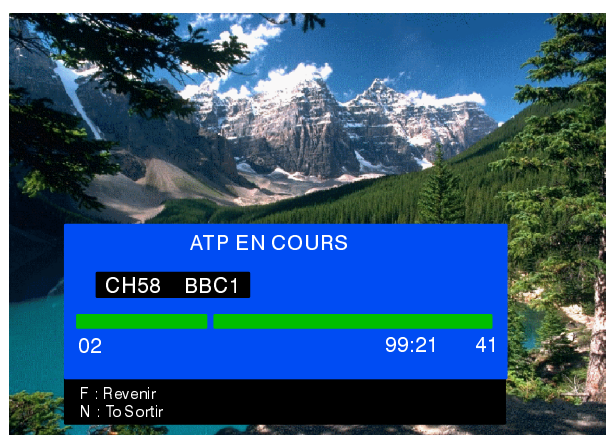 ATP EN COURS
CH58 BBC1
02 99:21 41
F : Revenir
N : To Sortir